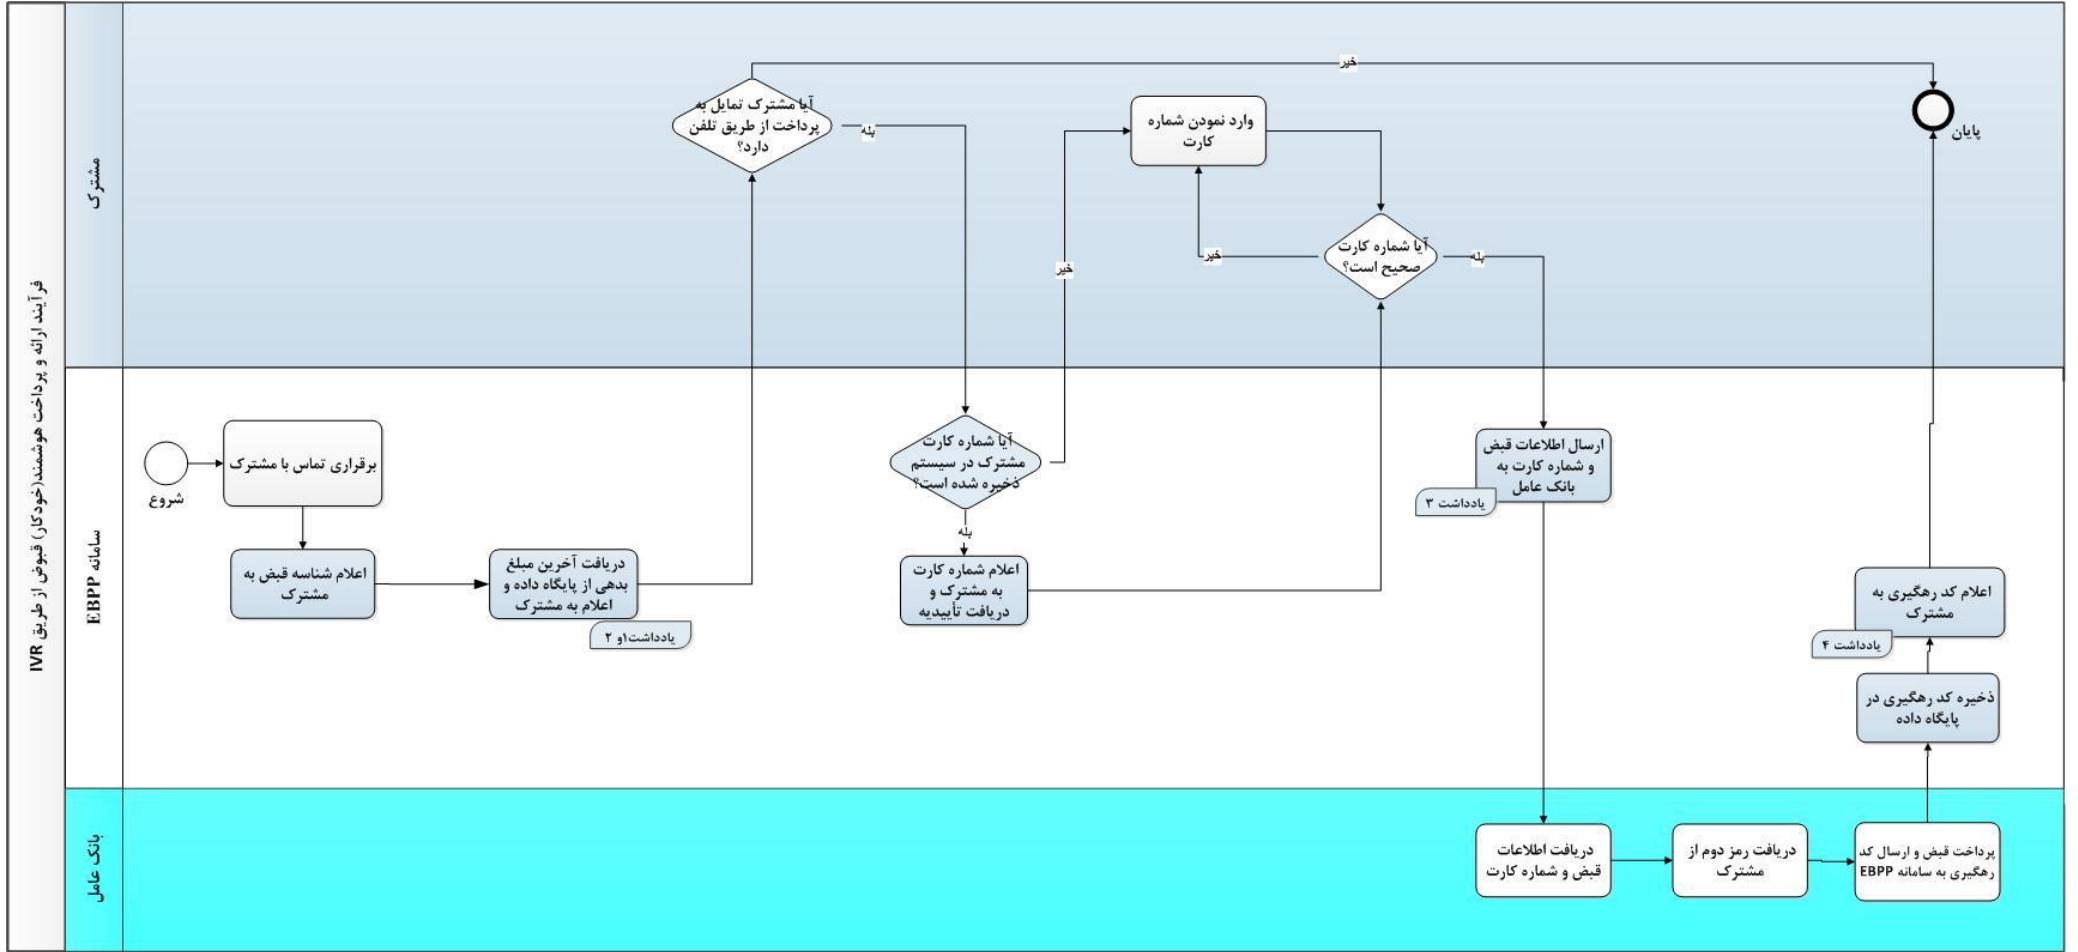 فرآیند ارائه و پرداخت هوشمند(خودکار) قبوض از طریق IVR
مشترک
آیا مشترک تمایل به
پرداخت از طریق تلفن
دارد؟
بله
خیر
خیر
وارد نمودن شماره
کارت
آیا شماره کارت
صحیح است؟
خیر
بله
پایان
سامانه EBPP
شروع
برقراری تماس با مشترک
اعلام شناسه قبض به
مشترک
دریافت آخرین مبلغ
بدهی از پایگاه داده و
اعلام به مشترک
یادداشت۱و ۲
آیا شماره کارت
مشترک در سیستم
ذخیره شده است؟
بله
اعلام شماره کارت
به مشترک و
دریافت تأییدیه
ارسال اطلاعات قبض
و شماره کارت به
بانک عامل
یادداشت ۳
اعلام کد رهگیری به
مشترک
یادداشت ۴
ذخیره کد رهگیری در
پایگاه داده
بانک عامل
دریافت اطلاعات
قبض و شماره کارت
دریافت رمز دوم از
مشترک
پرداخت قبض و ارسال کد
رهگیری به سامانه EBPP